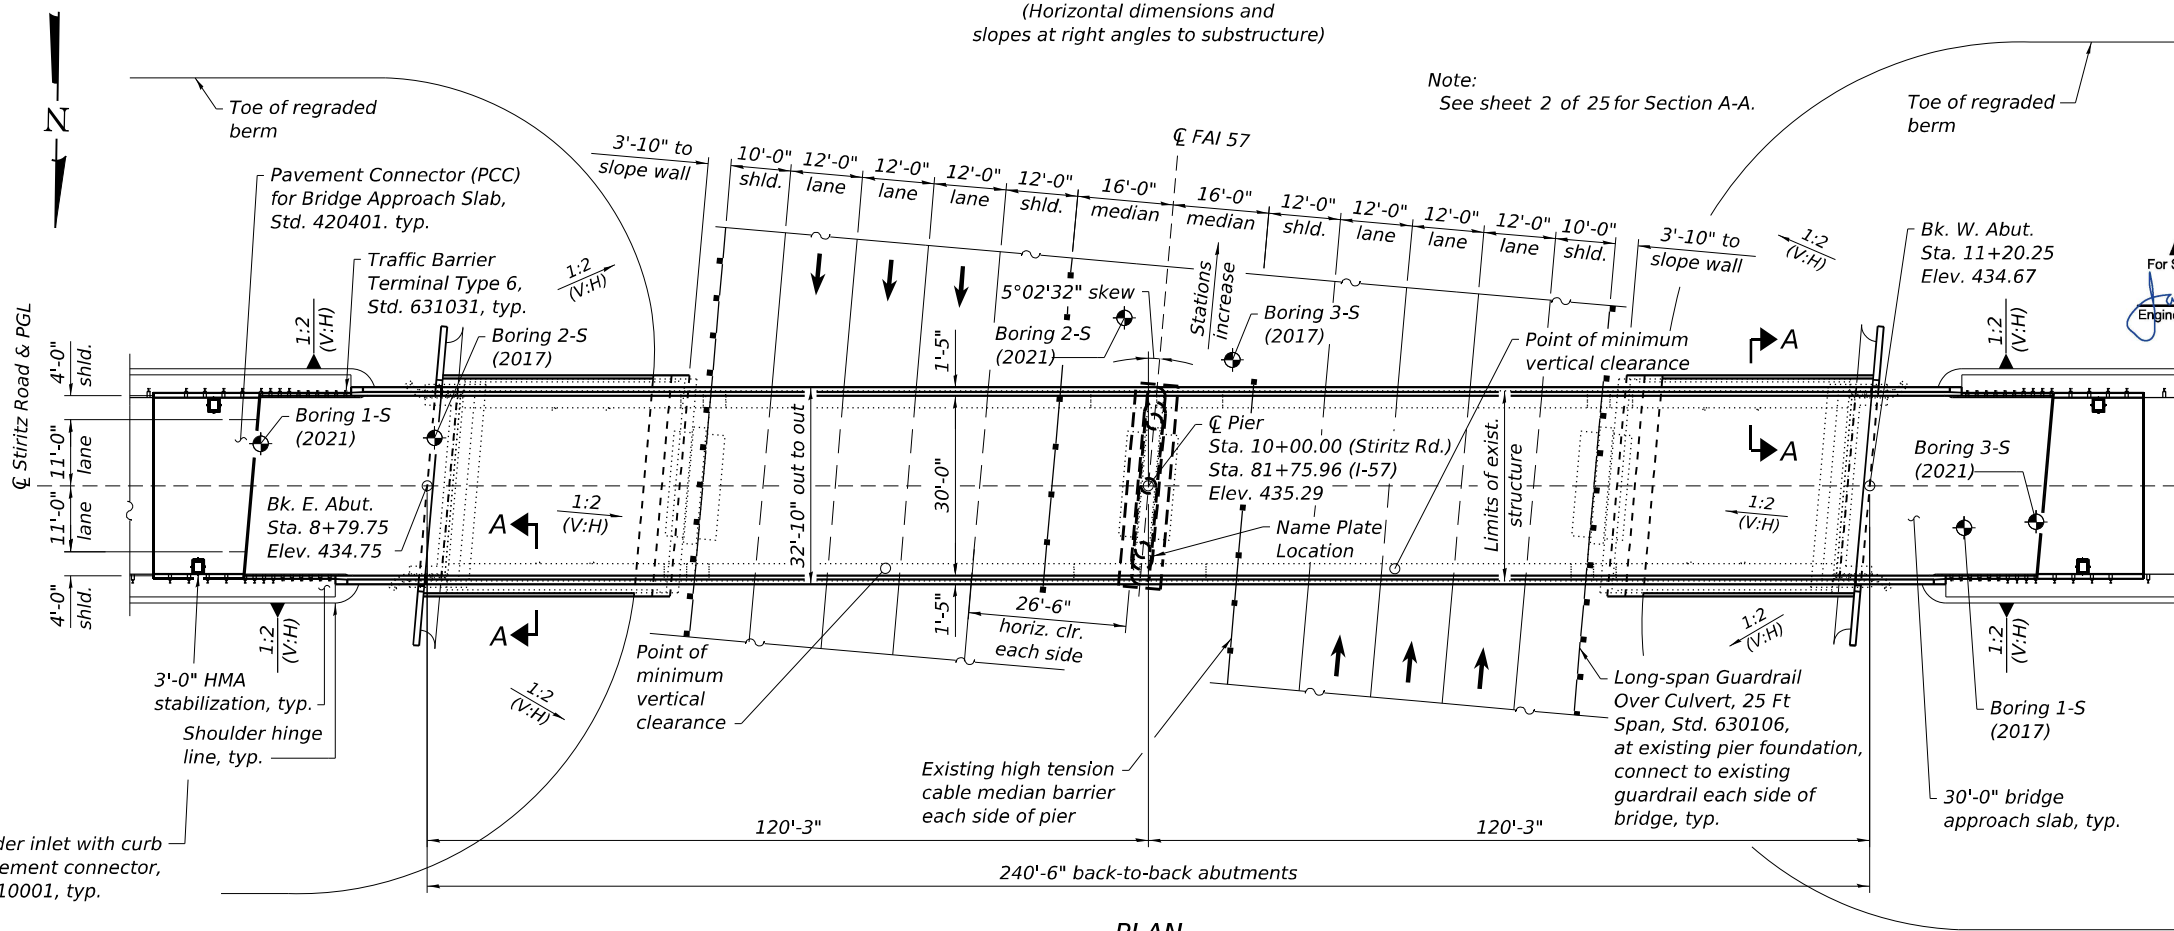 (Horizontal dimensions and
slopes at right angles to substructure)
N
Toe of regraded
berm
Note:
See sheet 2 of 25 for Section A-A.
Toe of regraded
berm
℄ FAI 57
3'-10" to
slope wall
10'-0"
shld.
12'-0"
lane
12'-0"
lane
12'-0"
lane
12'-0"
shld.
16'-0"
median
16'-0"
median
12'-0"
shld.
12'-0"
lane
12'-0"
lane
12'-0"
lane
10'-0"
shld.
3'-10" to
slope wall
1:2
(V:H)
Pavement Connector (PCC)
for Bridge Approach Slab,
Std. 420401. typ.
Traffic Barrier
Terminal Type 6,
Std. 631031, typ.
1:2
(V:H)
1:2
(V:H)
Boring 2-S
(2017)
5°02'32" skew
Boring 2-S
(2021)
Stations
increase
Boring 3-S
(2017)
Point of minimum
vertical clearance
Bk. W. Abut.
Sta. 11+20.25
Elev. 434.67
For S
Engine
1:2
(V:H)
A
A
℄ Stiritz Road & PGL
4'-0"
shld.
11'-0"
lane
11'-0"
lane
4'-0"
shld.
Boring 1-S
(2021)
Bk. E. Abut.
Sta. 8+79.75
Elev. 434.75
1:2
(V:H)
A
A
32'-10" out to out
1'-5"
30'-0"
1'-5"
℄ Pier
Sta. 10+00.00 (Stiritz Rd.)
Sta. 81+75.96 (I-57)
Elev. 435.29
Name Plate
Location
Limits of exist.
structure
1:2
(V:H)
Boring 3-S
(2021)
26'-6"
horiz. clr.
each side
1:2
(V:H)
1:2
(V:H)
1:2
(V:H)
1:2
(V:H)
3'-0" HMA
stabilization, typ.
Shoulder hinge
line, typ.
Point of
minimum
vertical
clearance
Existing high tension
cable median barrier
each side of pier
Long-span Guardrail
Over Culvert, 25 Ft
Span, Std. 630106,
at existing pier foundation,
connect to existing
guardrail each side of
bridge, typ.
Boring 1-S
(2017)
30'-0" bridge
approach slab, typ.
der inlet with curb
ement connector,
10001, typ.
120'-3"
120'-3"
240'-6" back-to-back abutments
PLAN